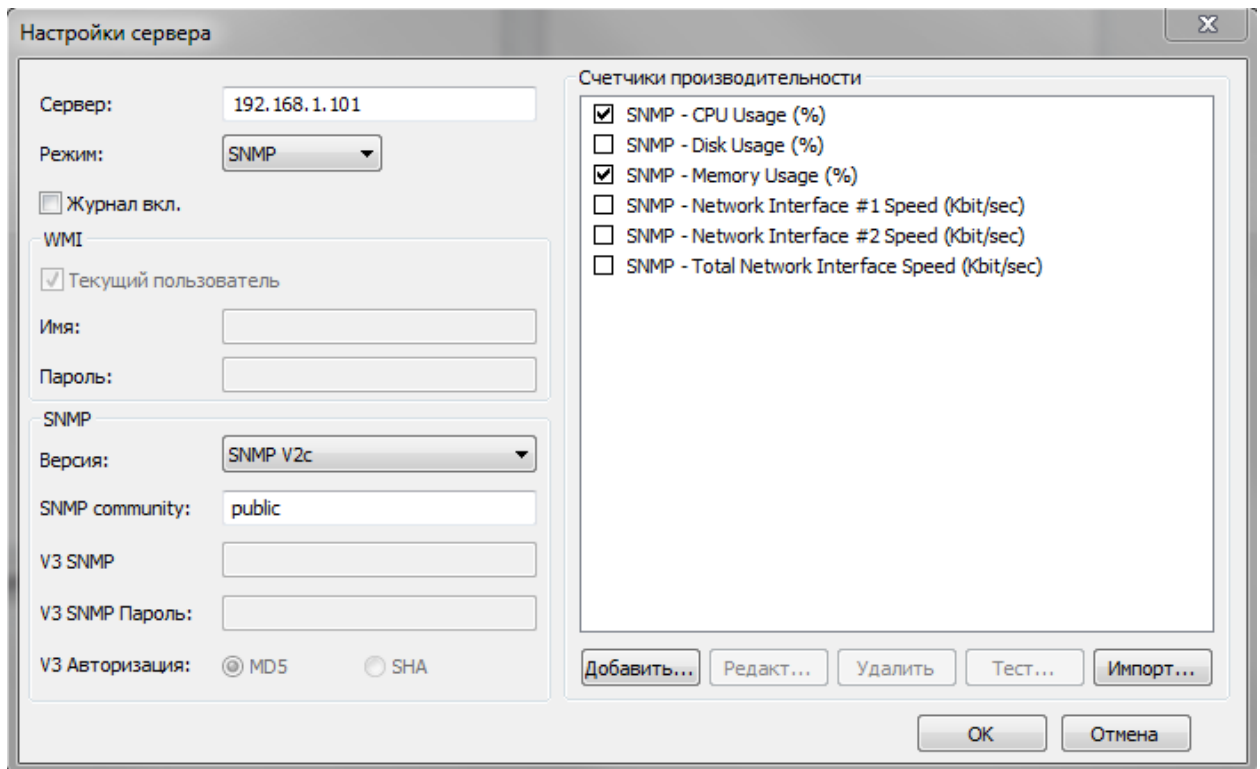 Настройки сервера
Сервер: 192.168.1.101
Режим: SNMP
Журнал вкл.
WMI
Текущий пользователь
Имя:
Пароль:
SNMP
Версия: SNMP V2c
SNMP community: public
V3 SNMP
V3 SNMP Пароль:
V3 Авторизация: MD5 SHA
Счетчики производительности
SNMP - CPU Usage (%)
SNMP - Disk Usage (%)
SNMP - Memory Usage (%)
SNMP - Network Interface #1 Speed (Kbit/sec)
SNMP - Network Interface #2 Speed (Kbit/sec)
SNMP - Total Network Interface Speed (Kbit/sec)
Добавить... Редакт... Удалить Тест... Импорт...
OK Отмена